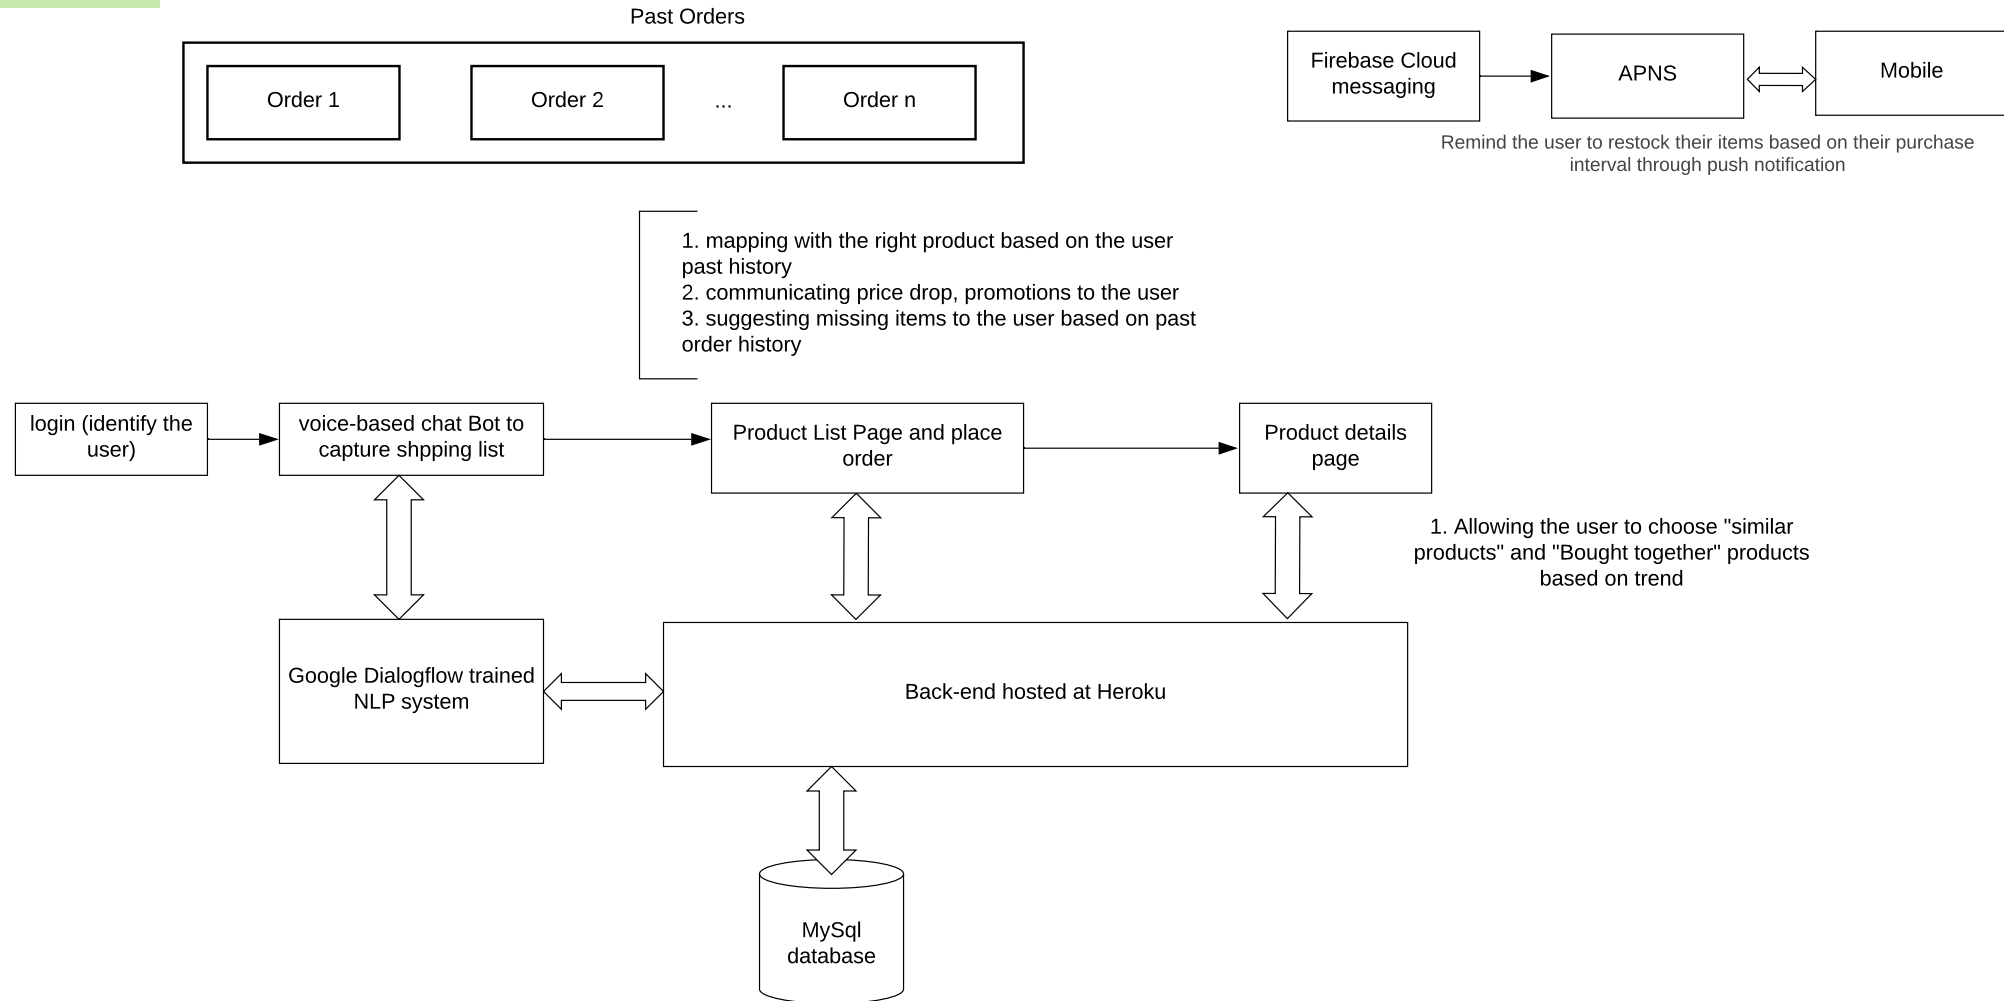 Past Orders
Order 1
Order 2
...
Order n
Firebase Cloud
messaging
APNS
Mobile
Remind the user to restock their items based on their purchase
interval through push notification
1. mapping with the right product based on the user
past history
2. communicating price drop, promotions to the user
3. suggesting missing items to the user based on past
order history
login (identify the
user)
voice-based chat Bot to
capture shpping list
Product List Page and place
order
Product details
page
1. Allowing the user to choose "similar
products" and "Bought together" products
based on trend
Google Dialogflow trained
NLP system
Back-end hosted at Heroku
MySql
database